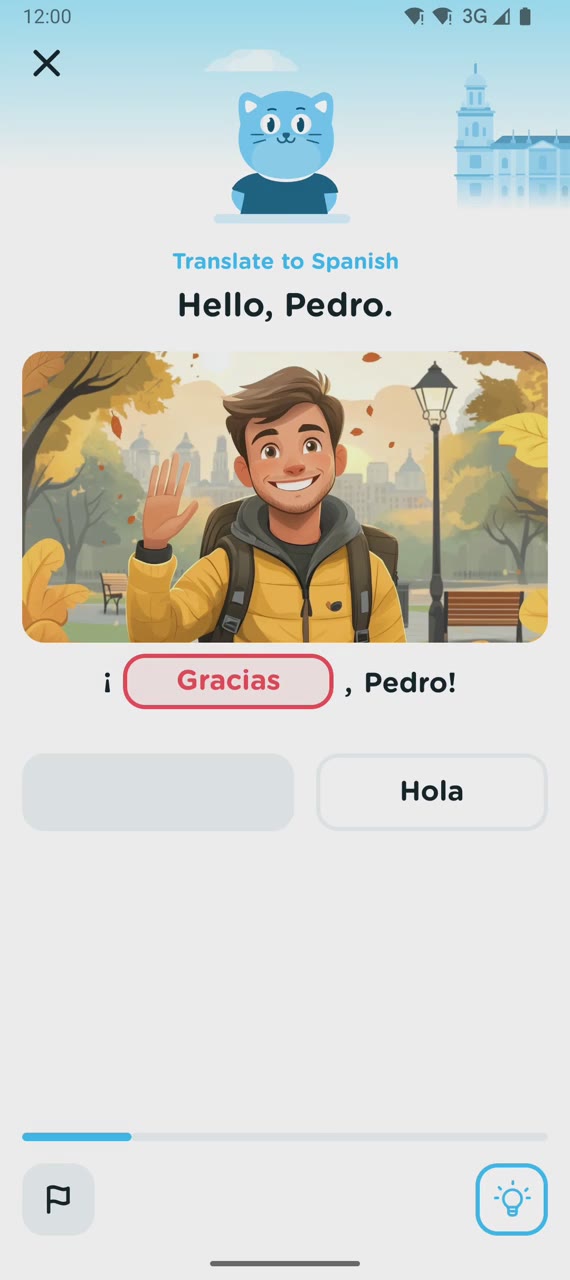 12:00
3G
Translate to Spanish
Hello, Pedro.
¡ Gracias , Pedro!
Hola